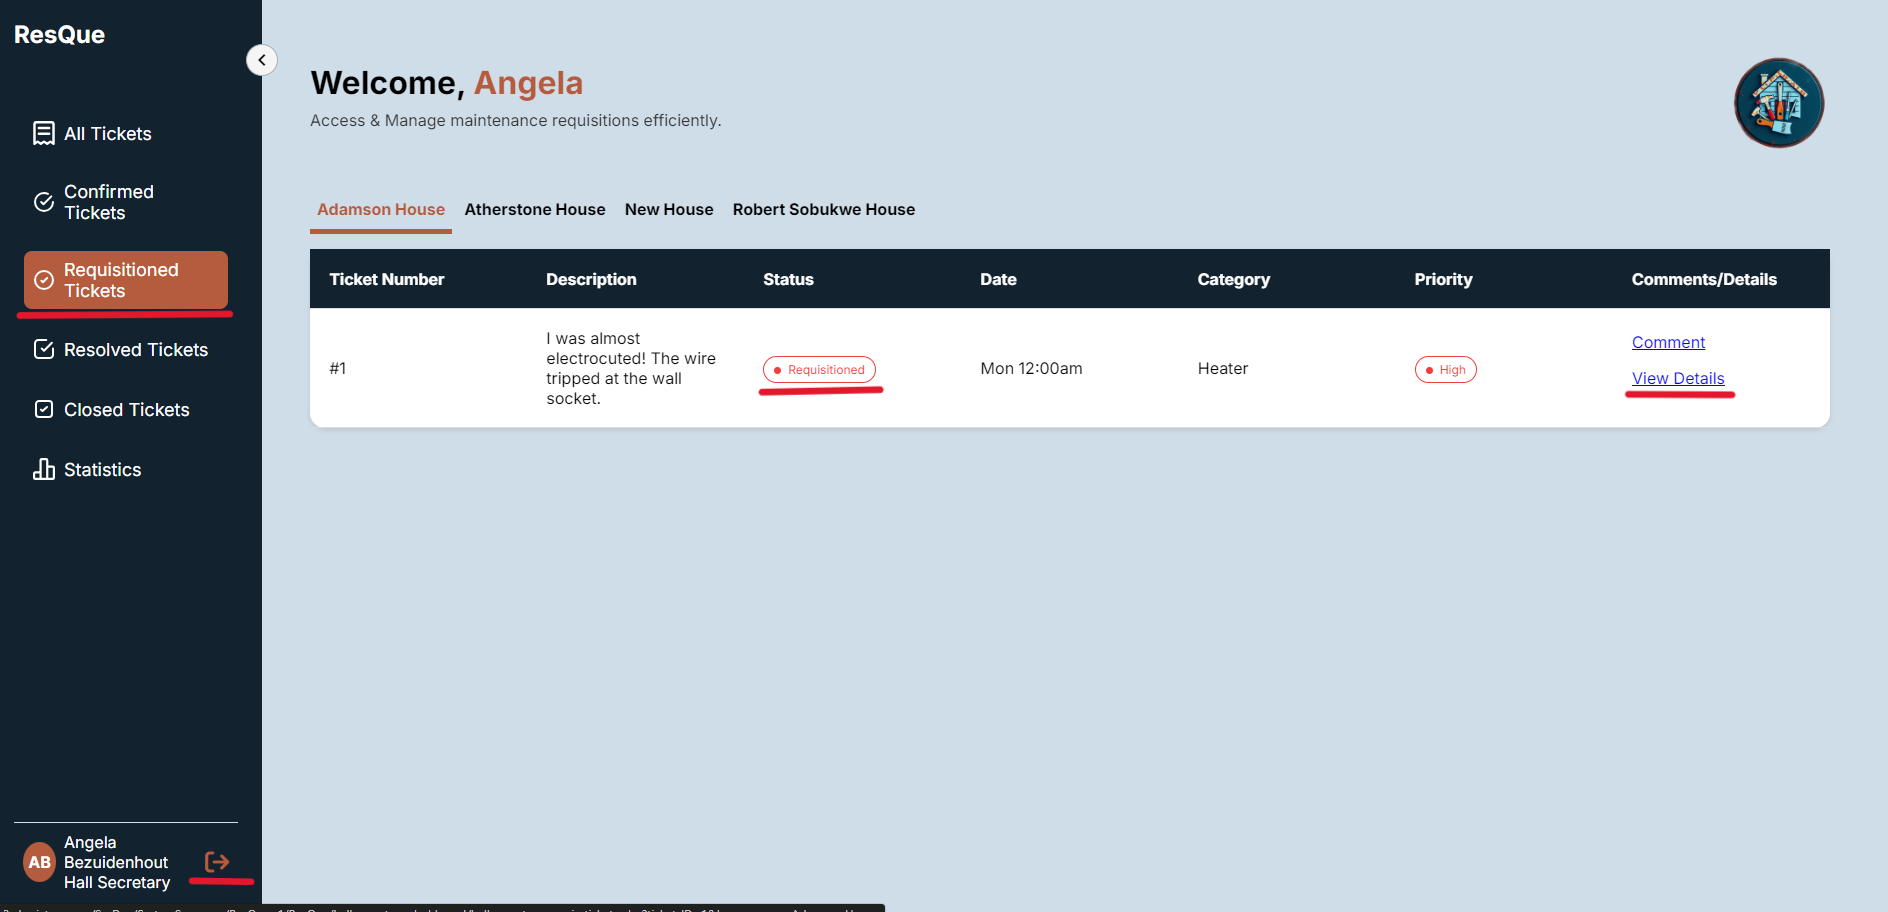 ResQue
All Tickets
Confirmed
Tickets
Requisitioned
Tickets
Resolved Tickets
Closed Tickets
Statistics
AB
Angela
Bezuidenhout
Hall Secretary
Welcome, Angela
Access & Manage maintenance requisitions efficiently.
Adamson House Atherstone House New House Robert Sobukwe House
Ticket Number Description Status Date Category Priority Comments/Details
#1
I was almost
electrocuted! The wire
tripped at the wall
socket.
Requisitioned
Mon 12:00am
Heater
High
Comment
View Details